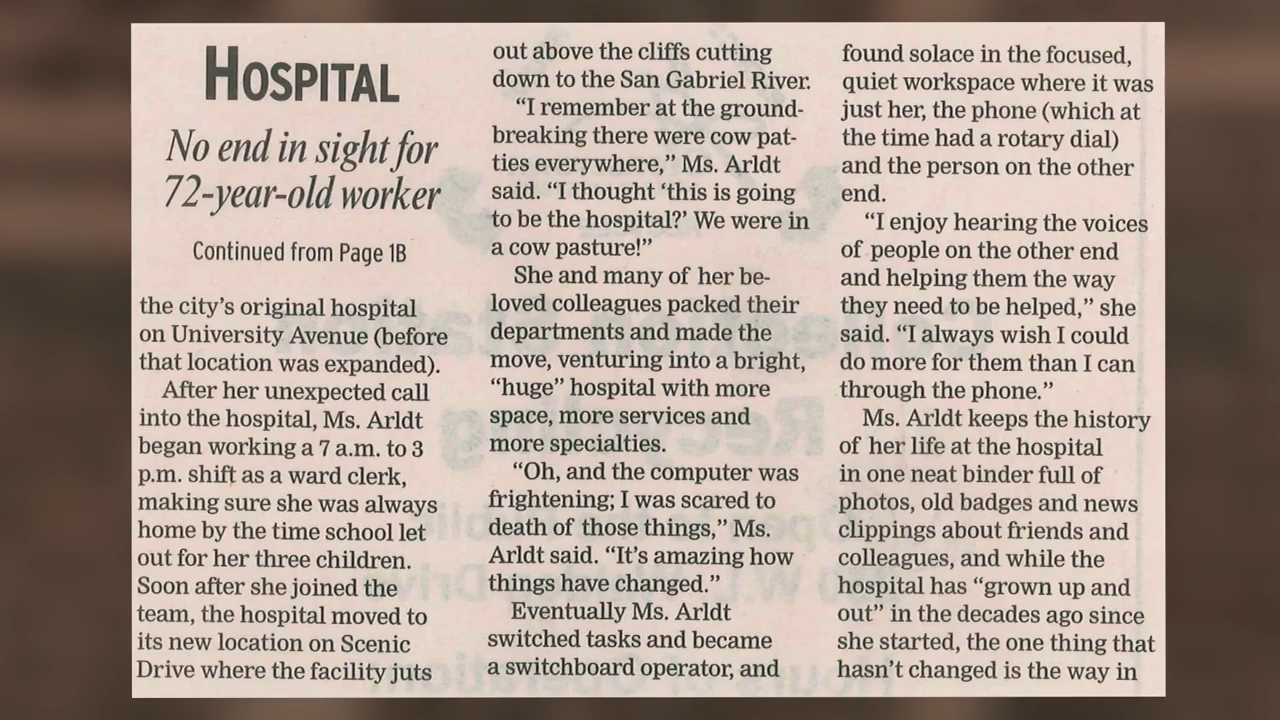 HOSPITAL
No end in sight for
72-year-old worker
Continued from Page 1B
the city's original hospital
on University Avenue (before
that location was expanded).
After her unexpected call
into the hospital, Ms. Arldt
began working a 7 a.m. to 3
p.m. shift as a ward clerk,
making sure she was always
home by the time school let
out for her three children.
Soon after she joined the
team, the hospital moved to
its new location on Scenic
Drive where the facility juts
out above the cliffs cutting
down to the San Gabriel River.
“I remember at the ground-
breaking there were cow pat-
ties everywhere,” Ms. Arldt
said. “I thought ‘this is going
to be the hospital?’ We were in
a cow pasture!”
She and many of her be-
loved colleagues packed their
departments and made the
move, venturing into a bright,
“huge” hospital with more
space, more services and
more specialties.
“Oh, and the computer was
frightening; I was scared to
death of those things,” Ms.
Arldt said. “It's amazing how
things have changed.”
Eventually Ms. Arldt
switched tasks and became
a switchboard operator, and
found solace in the focused,
quiet workspace where it was
just her, the phone (which at
the time had a rotary dial)
and the person on the other
end.
“I enjoy hearing the voices
of people on the other end
and helping them the way
they need to be helped,” she
said. “I always wish I could
do more for them than I can
through the phone.”
Ms. Arldt keeps the history
of her life at the hospital
in one neat binder full of
photos, old badges and news
clippings about friends and
colleagues, and while the
hospital has “grown up and
out” in the decades ago since
she started, the one thing that
hasn't changed is the way in